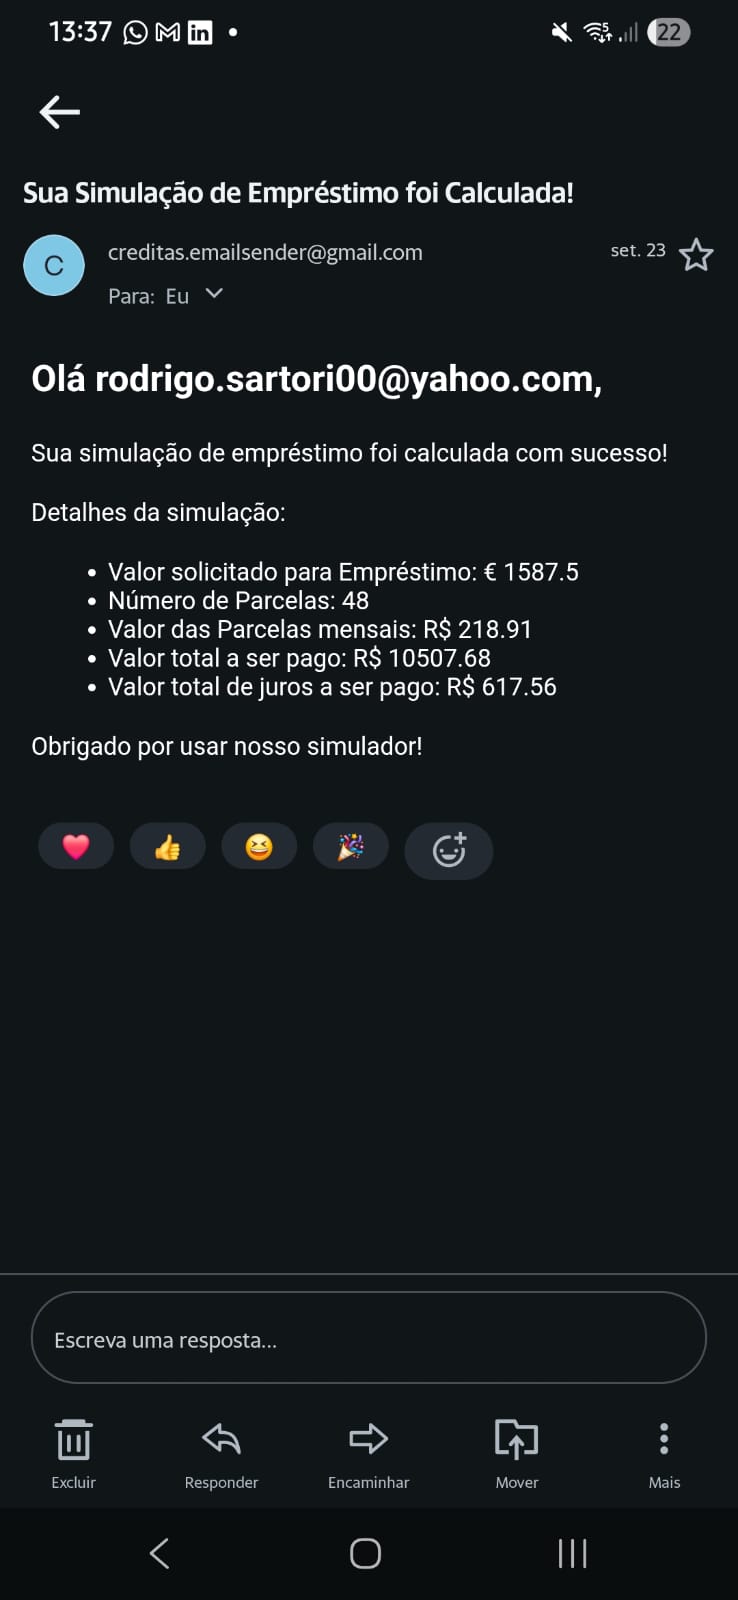 13:37
22
Sua Simulação de Empréstimo foi Calculada!
C
creditas.emailsender@gmail.com
set. 23
Para: Eu
Olá rodrigo.sartori00@yahoo.com,
Sua simulação de empréstimo foi calculada com sucesso!
Detalhes da simulação:
• Valor solicitado para Empréstimo: € 1587.5
• Número de Parcelas: 48
• Valor das Parcelas mensais: R$ 218.91
• Valor total a ser pago: R$ 10507.68
• Valor total de juros a ser pago: R$ 617.56
Obrigado por usar nosso simulador!
Escreva uma resposta...
Excluir Responder Encaminhar Mover Mais